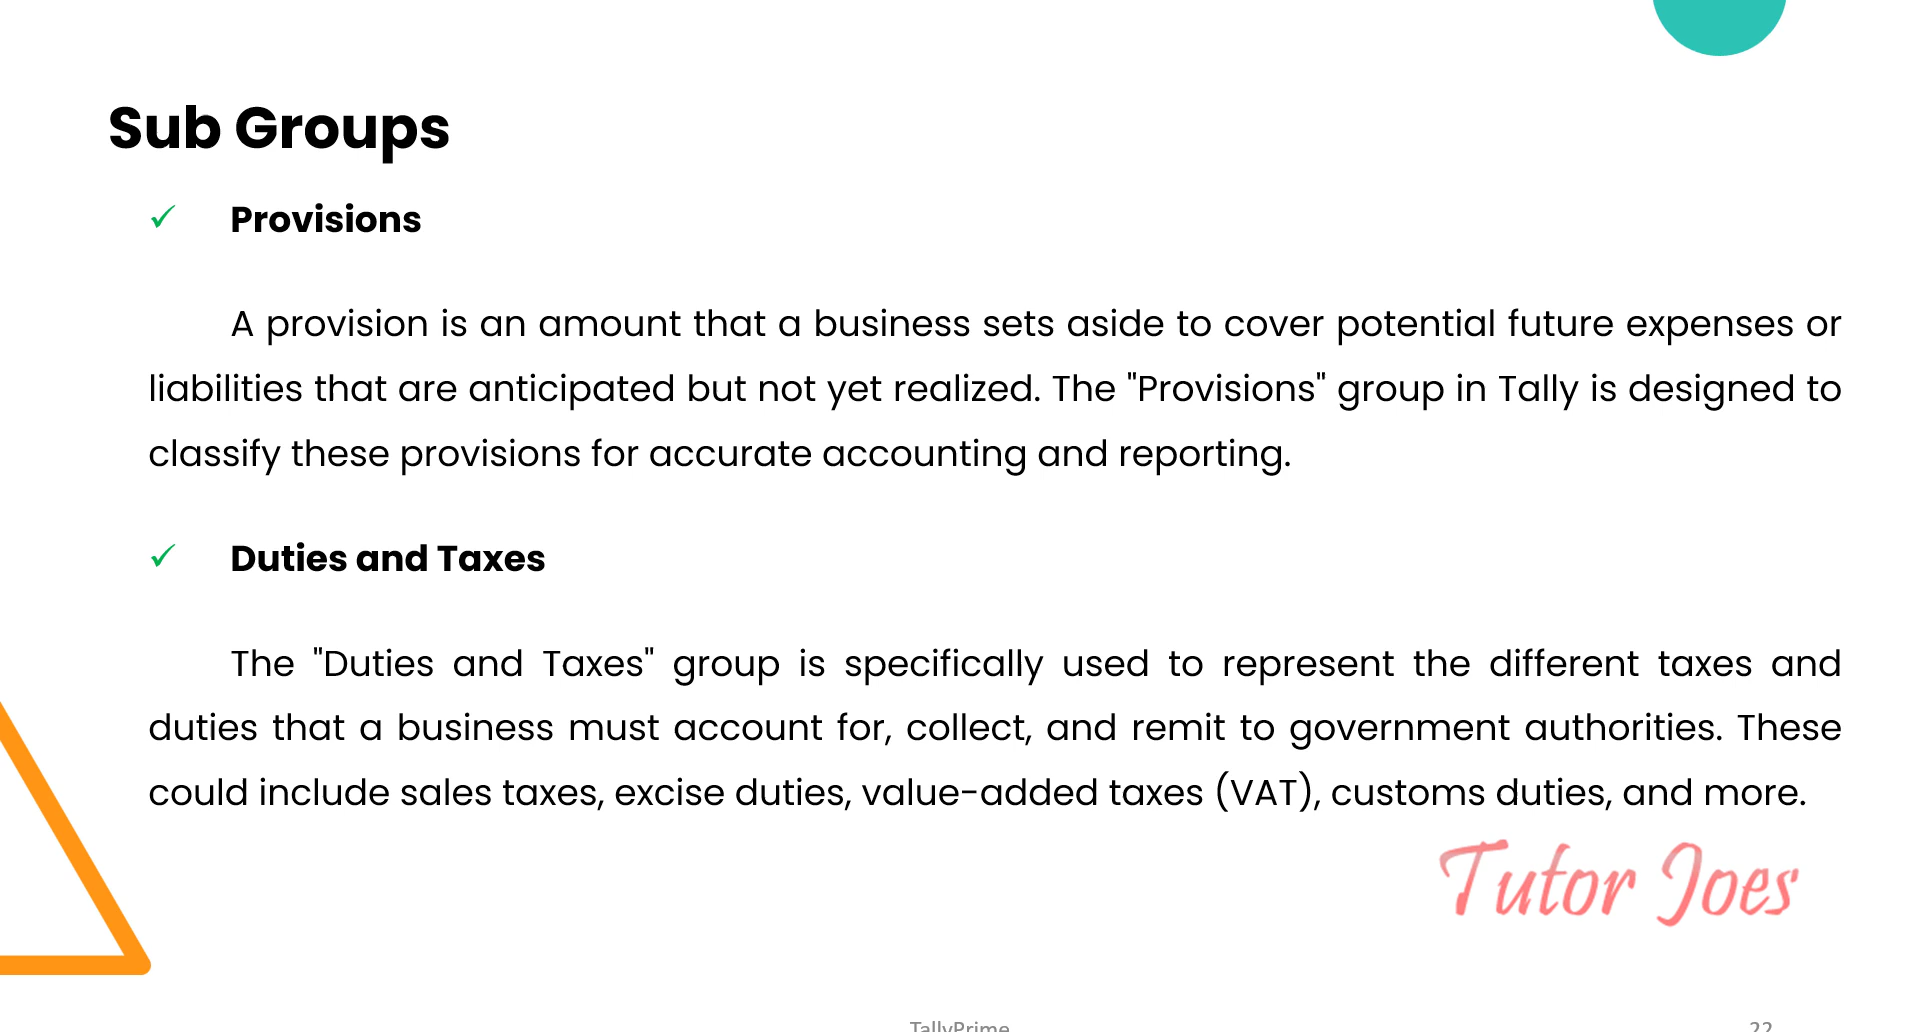 Sub Groups
✓ Provisions
A provision is an amount that a business sets aside to cover potential future expenses or
liabilities that are anticipated but not yet realized. The "Provisions" group in Tally is designed to
classify these provisions for accurate accounting and reporting.
✓ Duties and Taxes
The "Duties and Taxes" group is specifically used to represent the different taxes and
duties that a business must account for, collect, and remit to government authorities. These
could include sales taxes, excise duties, value-added taxes (VAT), customs duties, and more.
Tutor Joes
TallyPrime 22